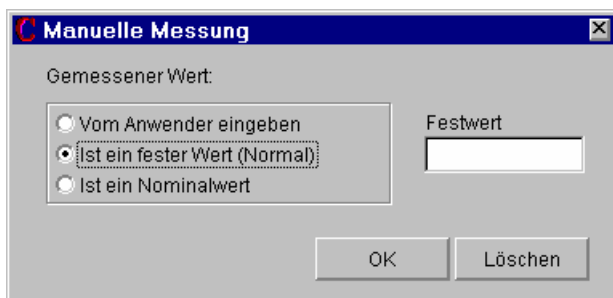 Manuelle Messung
Gemessener Wert:
Vom Anwender eingeben
Ist ein fester Wert (Normal)
Ist ein Nominalwert
Festwert
OK
Löschen